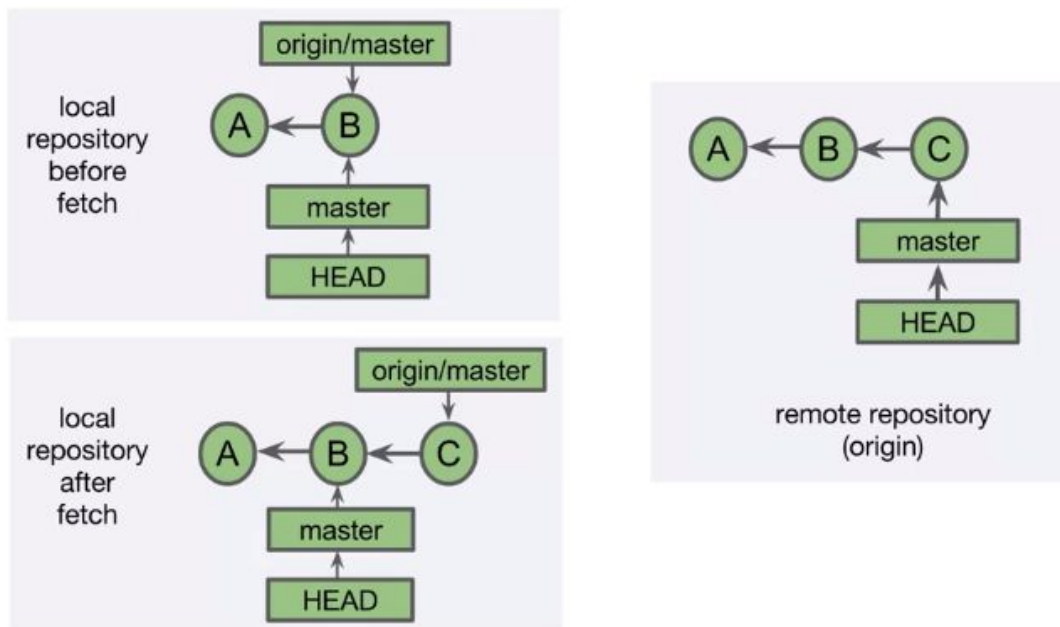 origin/master
local
repository
before
fetch
A
B
master
HEAD
origin/master
local
repository
after
fetch
A
B
C
master
HEAD
A
B
C
master
HEAD
remote repository
(origin)